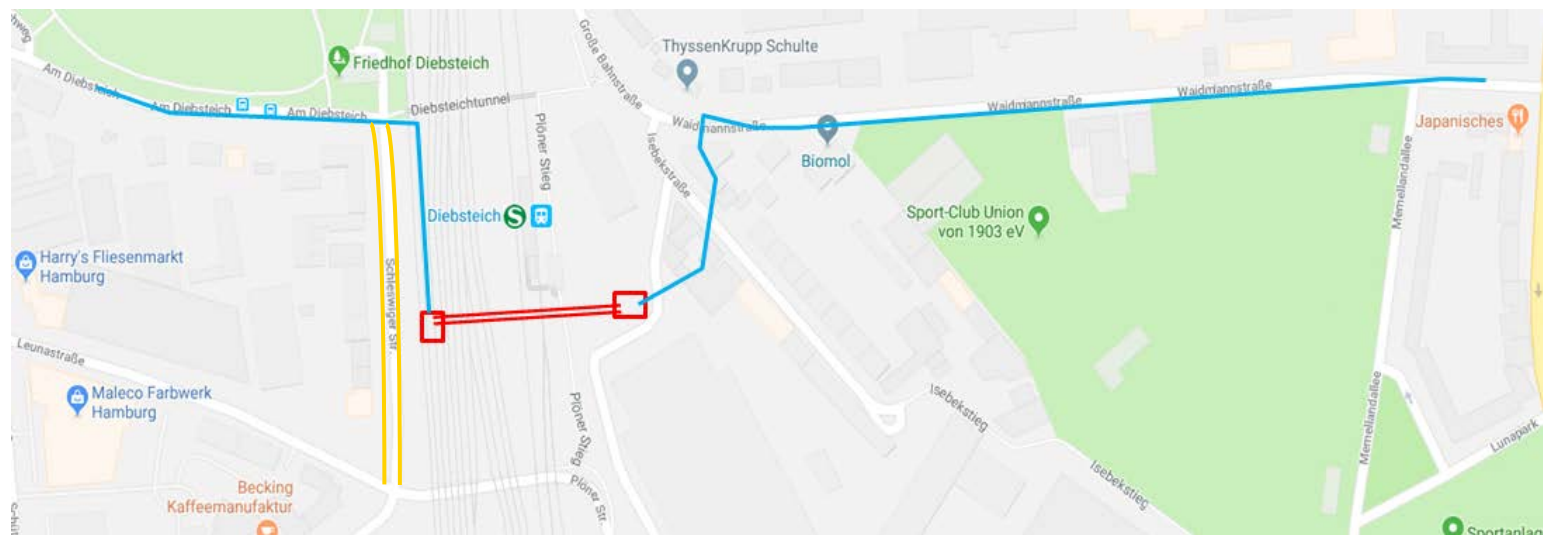 Große Bahnstraße
ThyssenKrupp Schulte
Friedhof Diebsteich
Am Diebsteich
Am Diebsteich
Am Diebsteich
Diebsteichtunnel
Plöner Stieg
Waidmannstraße
Waidmannstraße
Waidmannstraße
Japanisches
Biomol
Isebekstraße
Memellandallee
Diebsteich
S
Sport-Club Union
von 1903 eV
Harry's Fliesenmarkt
Hamburg
Schleswiger Str.
Leunastraße
Maleco Farbwerk
Hamburg
Plöner Stieg
Isebekstieg
Memellandallee
Lunapark
Isebekstieg
Becking
Kaffeemanufaktur
Plöner Str.
Sportanlag